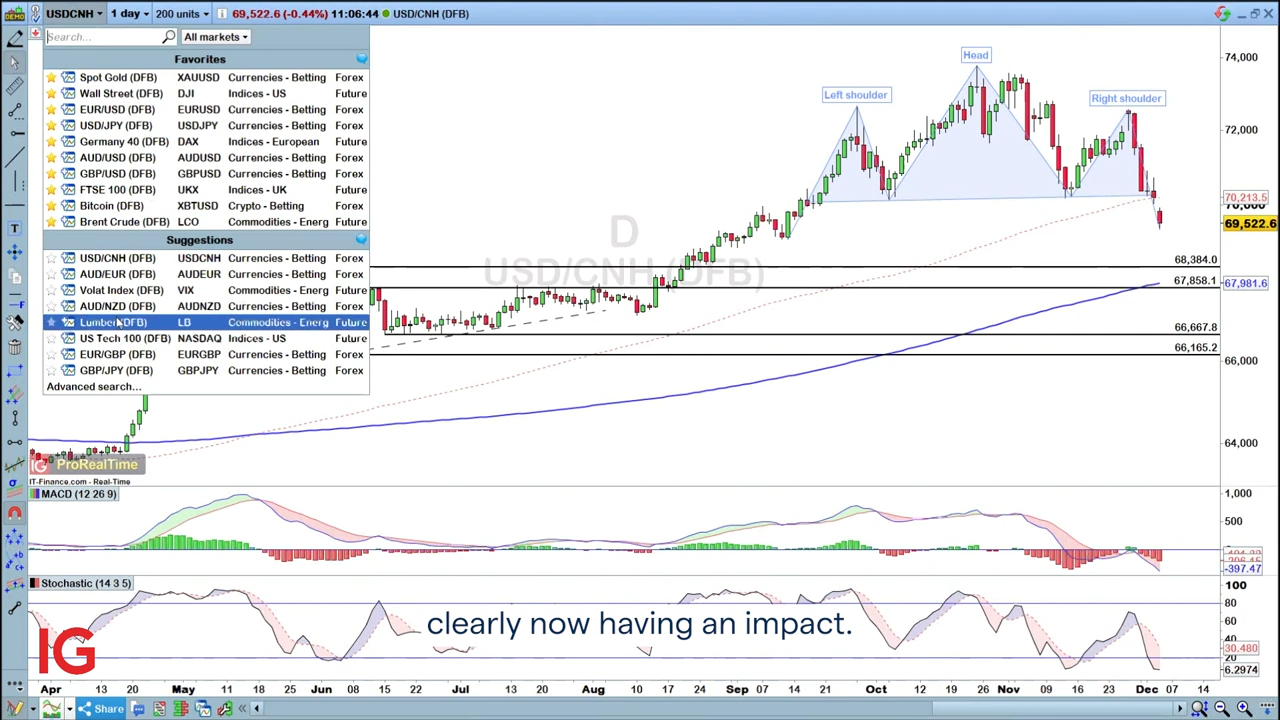 DEMO
USDCNH
1 day
200 units
69,522.6 (-0.44%)
11:06:44
USD/CNH (DFB)
Search...
All markets
Favorites
Spot Gold (DFB) XAUUSD Currencies - Betting Forex
Wall Street (DFB) DJI Indices - US Future
EUR/USD (DFB) EURUSD Currencies - Betting Forex
USD/JPY (DFB) USDJPY Currencies - Betting Forex
Germany 40 (DFB) DAX Indices - European Future
AUD/USD (DFB) AUDUSD Currencies - Betting Forex
GBP/USD (DFB) GBPUSD Currencies - Betting Forex
FTSE 100 (DFB) UKX Indices - UK Future
Bitcoin (DFB) XBTUSD Crypto - Betting Forex
Brent Crude (DFB) LCO Commodities - Energ Future
Suggestions
USD/CNH (DFB) USDCNH Currencies - Betting Forex
AUD/EUR (DFB) AUDEUR Currencies - Betting Forex
Volat Index (DFB) VIX Commodities - Energ Future
AUD/NZD (DFB) AUDNZD Currencies - Betting Forex
Lumber (DFB) LB Commodities - Energ Future
US Tech 100 (DFB) NASDAQ Indices - US Future
EUR/GBP (DFB) EURGBP Currencies - Betting Forex
GBP/JPY (DFB) GBPJPY Currencies - Betting Forex
Advanced search...
Left shoulder
Head
Right shoulder
D
USD/CNH (DFB)
74,000
72,000
70,213.5
70,000
69,522.6
68,384.0
67,858.1
67,981.6
66,667.8
66,165.2
66,000
64,000
IG ProRealTime
IT-Finance.com - Real-Time
MACD (12 26 9)
1,000
500
-397.47
Stochastic (14 3 5)
100
80
60
40
30.480
20
6.2974
clearly now having an impact.
IG
Apr 13 22 May 11 18 25 Jun 08 15 22 Jul 13 20 Aug 10 17 24 Sep 07 14 21 Oct 12 19 26 Nov 09 16 23 Dec 07 14
Share